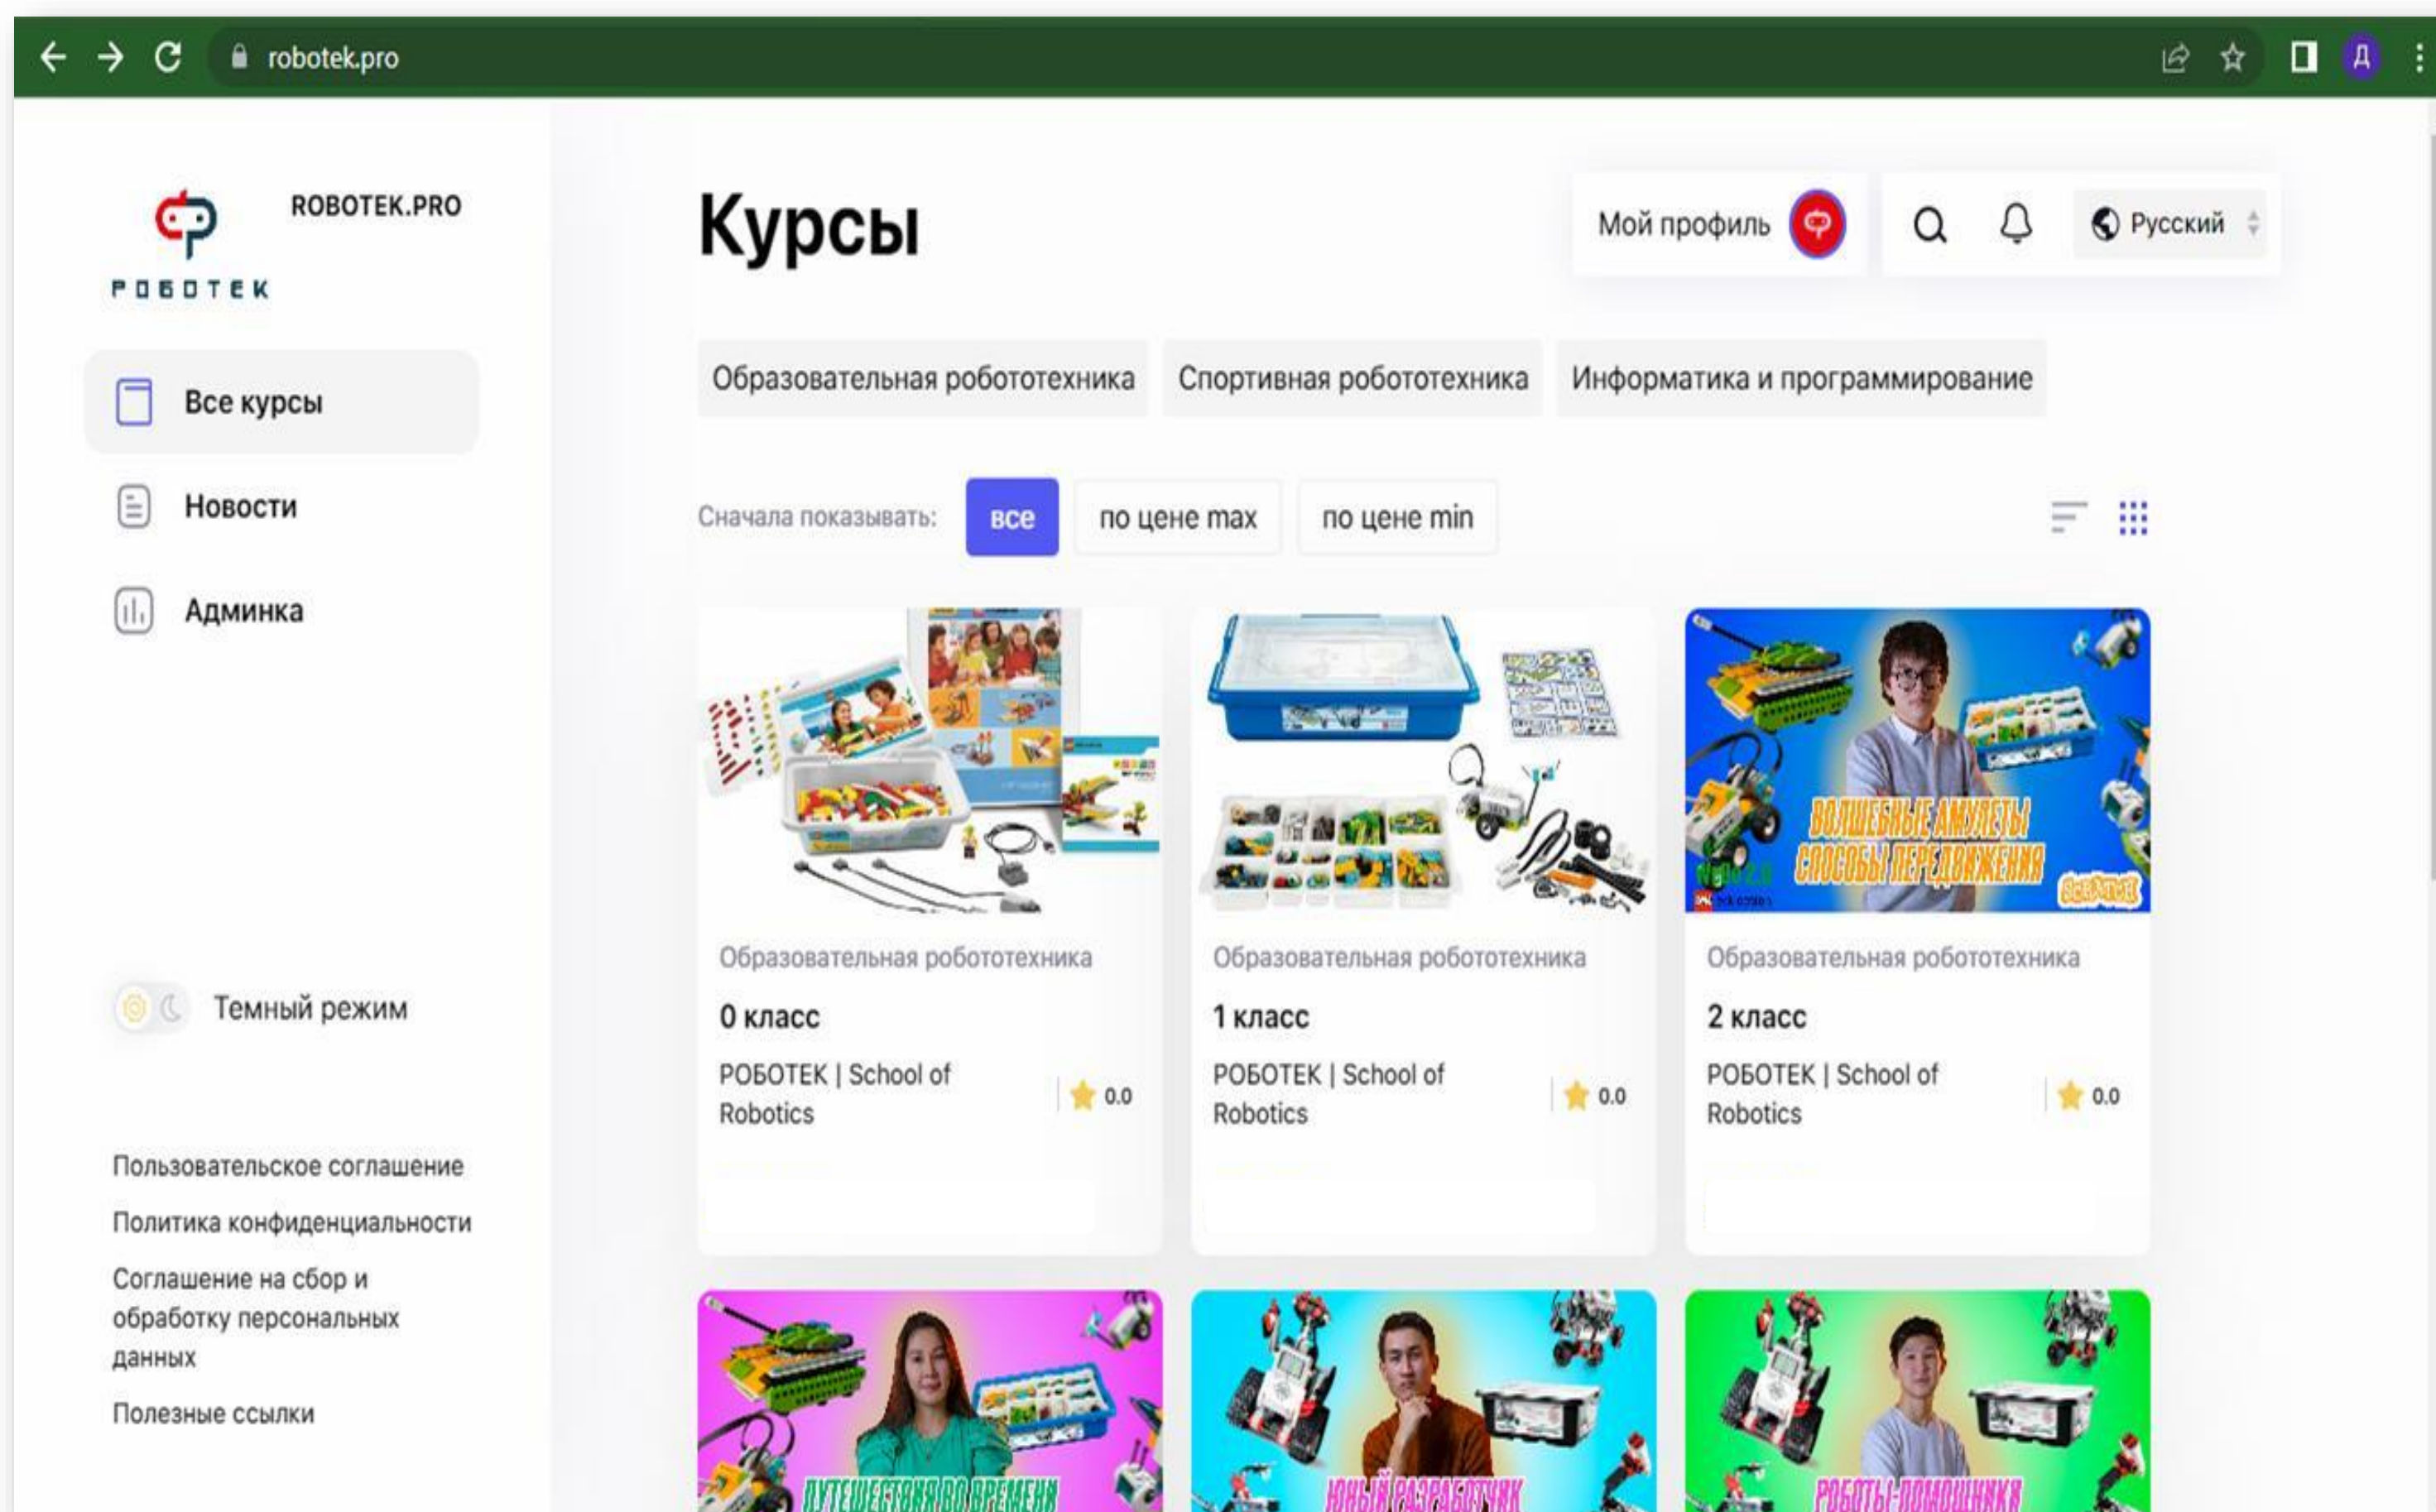 robotek.pro
Д
ROBOTEK.PRO
РОБОТЕК
Все курсы
Новости
Админка
Темный режим
Пользовательское соглашение
Политика конфиденциальности
Соглашение на сбор и
обработку персональных
данных
Полезные ссылки
Курсы
Мой профиль
Русский
Образовательная робототехника
Спортивная робототехника
Информатика и программирование
Сначала показывать:
все
по цене max
по цене min
ВОЛШЕБНЫЕ АМУЛЕТЫ
СПОСОБЫ ПЕРЕДВИЖЕНИЯ
Образовательная робототехника
0 класс
РОБОТЕК | School of
Robotics
0.0
Образовательная робототехника
1 класс
РОБОТЕК | School of
Robotics
0.0
Образовательная робототехника
2 класс
РОБОТЕК | School of
Robotics
0.0
ПУТЕШЕСТВИЯ ВО ВРЕМЕНИ
ЮНЫЙ РАЗРАБОТЧИК
РОБОТЫ-ПОМОЩНИКИ